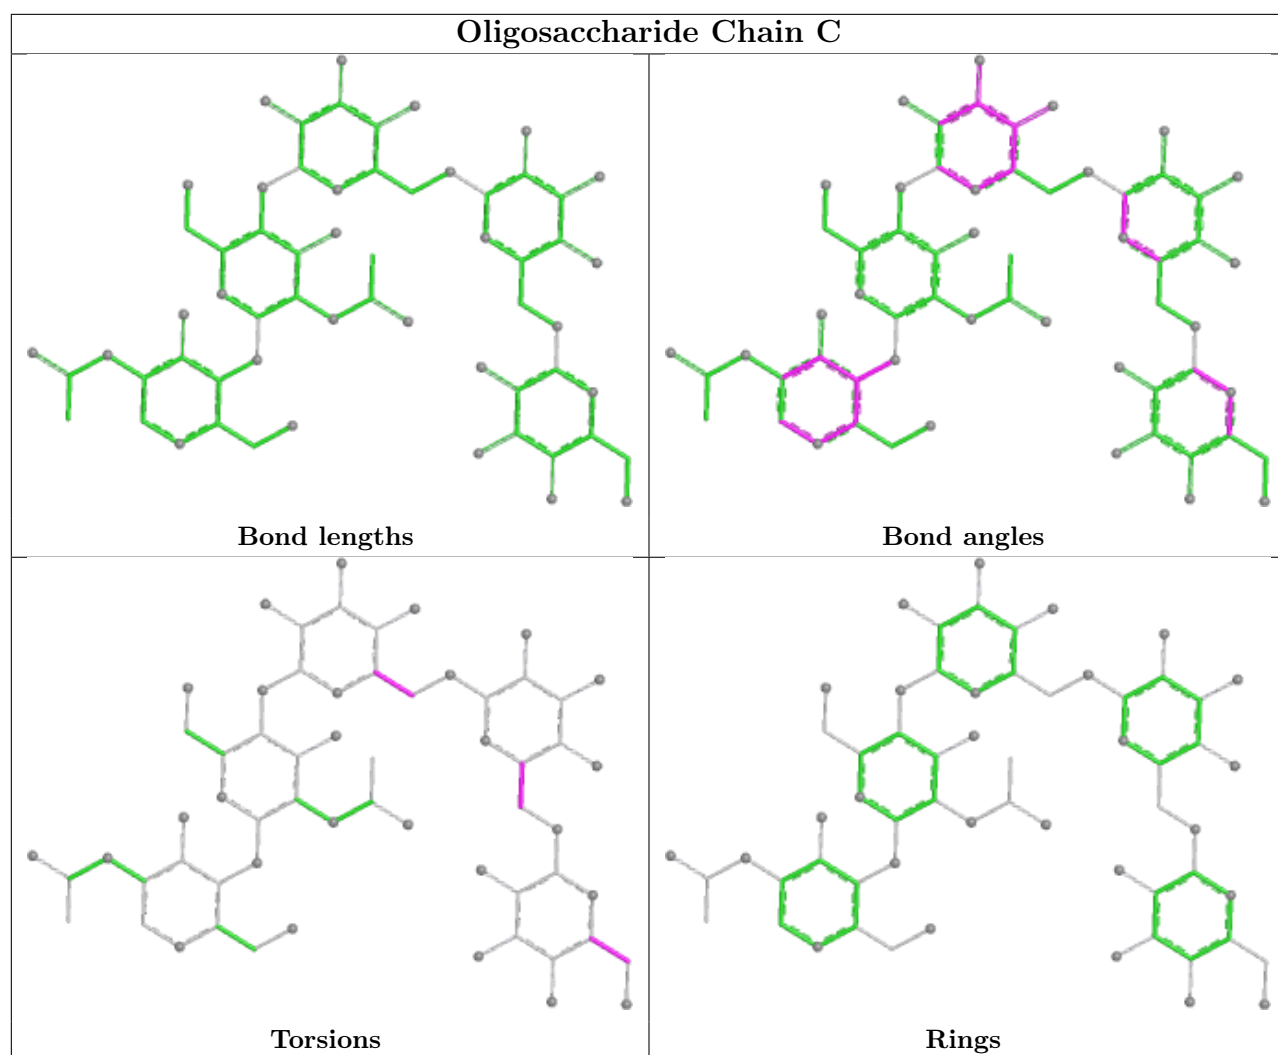 Oligosaccharide Chain C
Bond lengths
Bond angles
Torsions
Rings